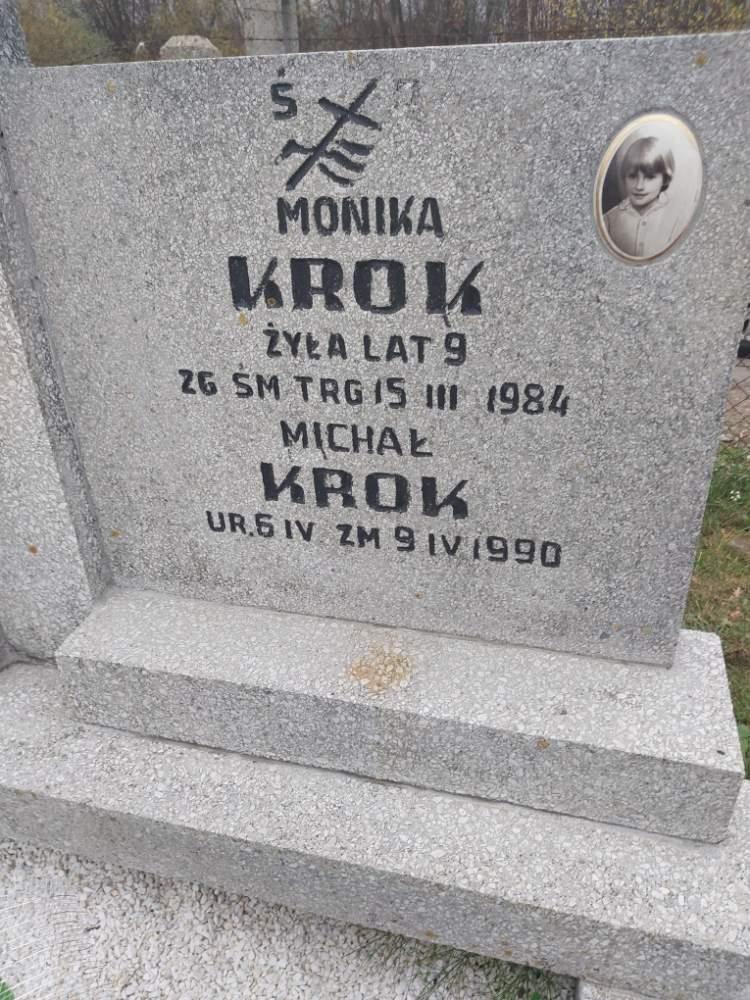 Ś P
MONIKA
KROK
ŻYŁA LAT 9
ZG ŚM TRG 15 III 1984
MICHAŁ
KROK
UR. 6 IV ZM 9 IV 1990